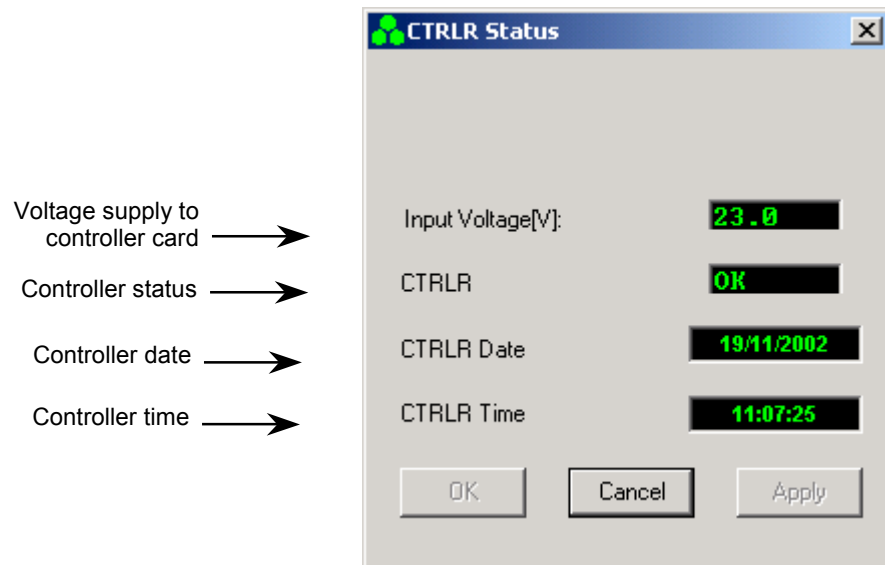 CTRLR Status
Voltage supply to
controller card
Input Voltage[V]:
23.0
Controller status
CTRLR
OK
Controller date
CTRLR Date
19/11/2002
Controller time
CTRLR Time
11:07:25
OK
Cancel
Apply